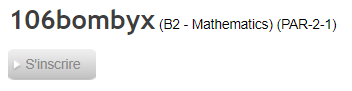 106bombyx (B2 - Mathematics) (PAR-2-1)
S'inscrire